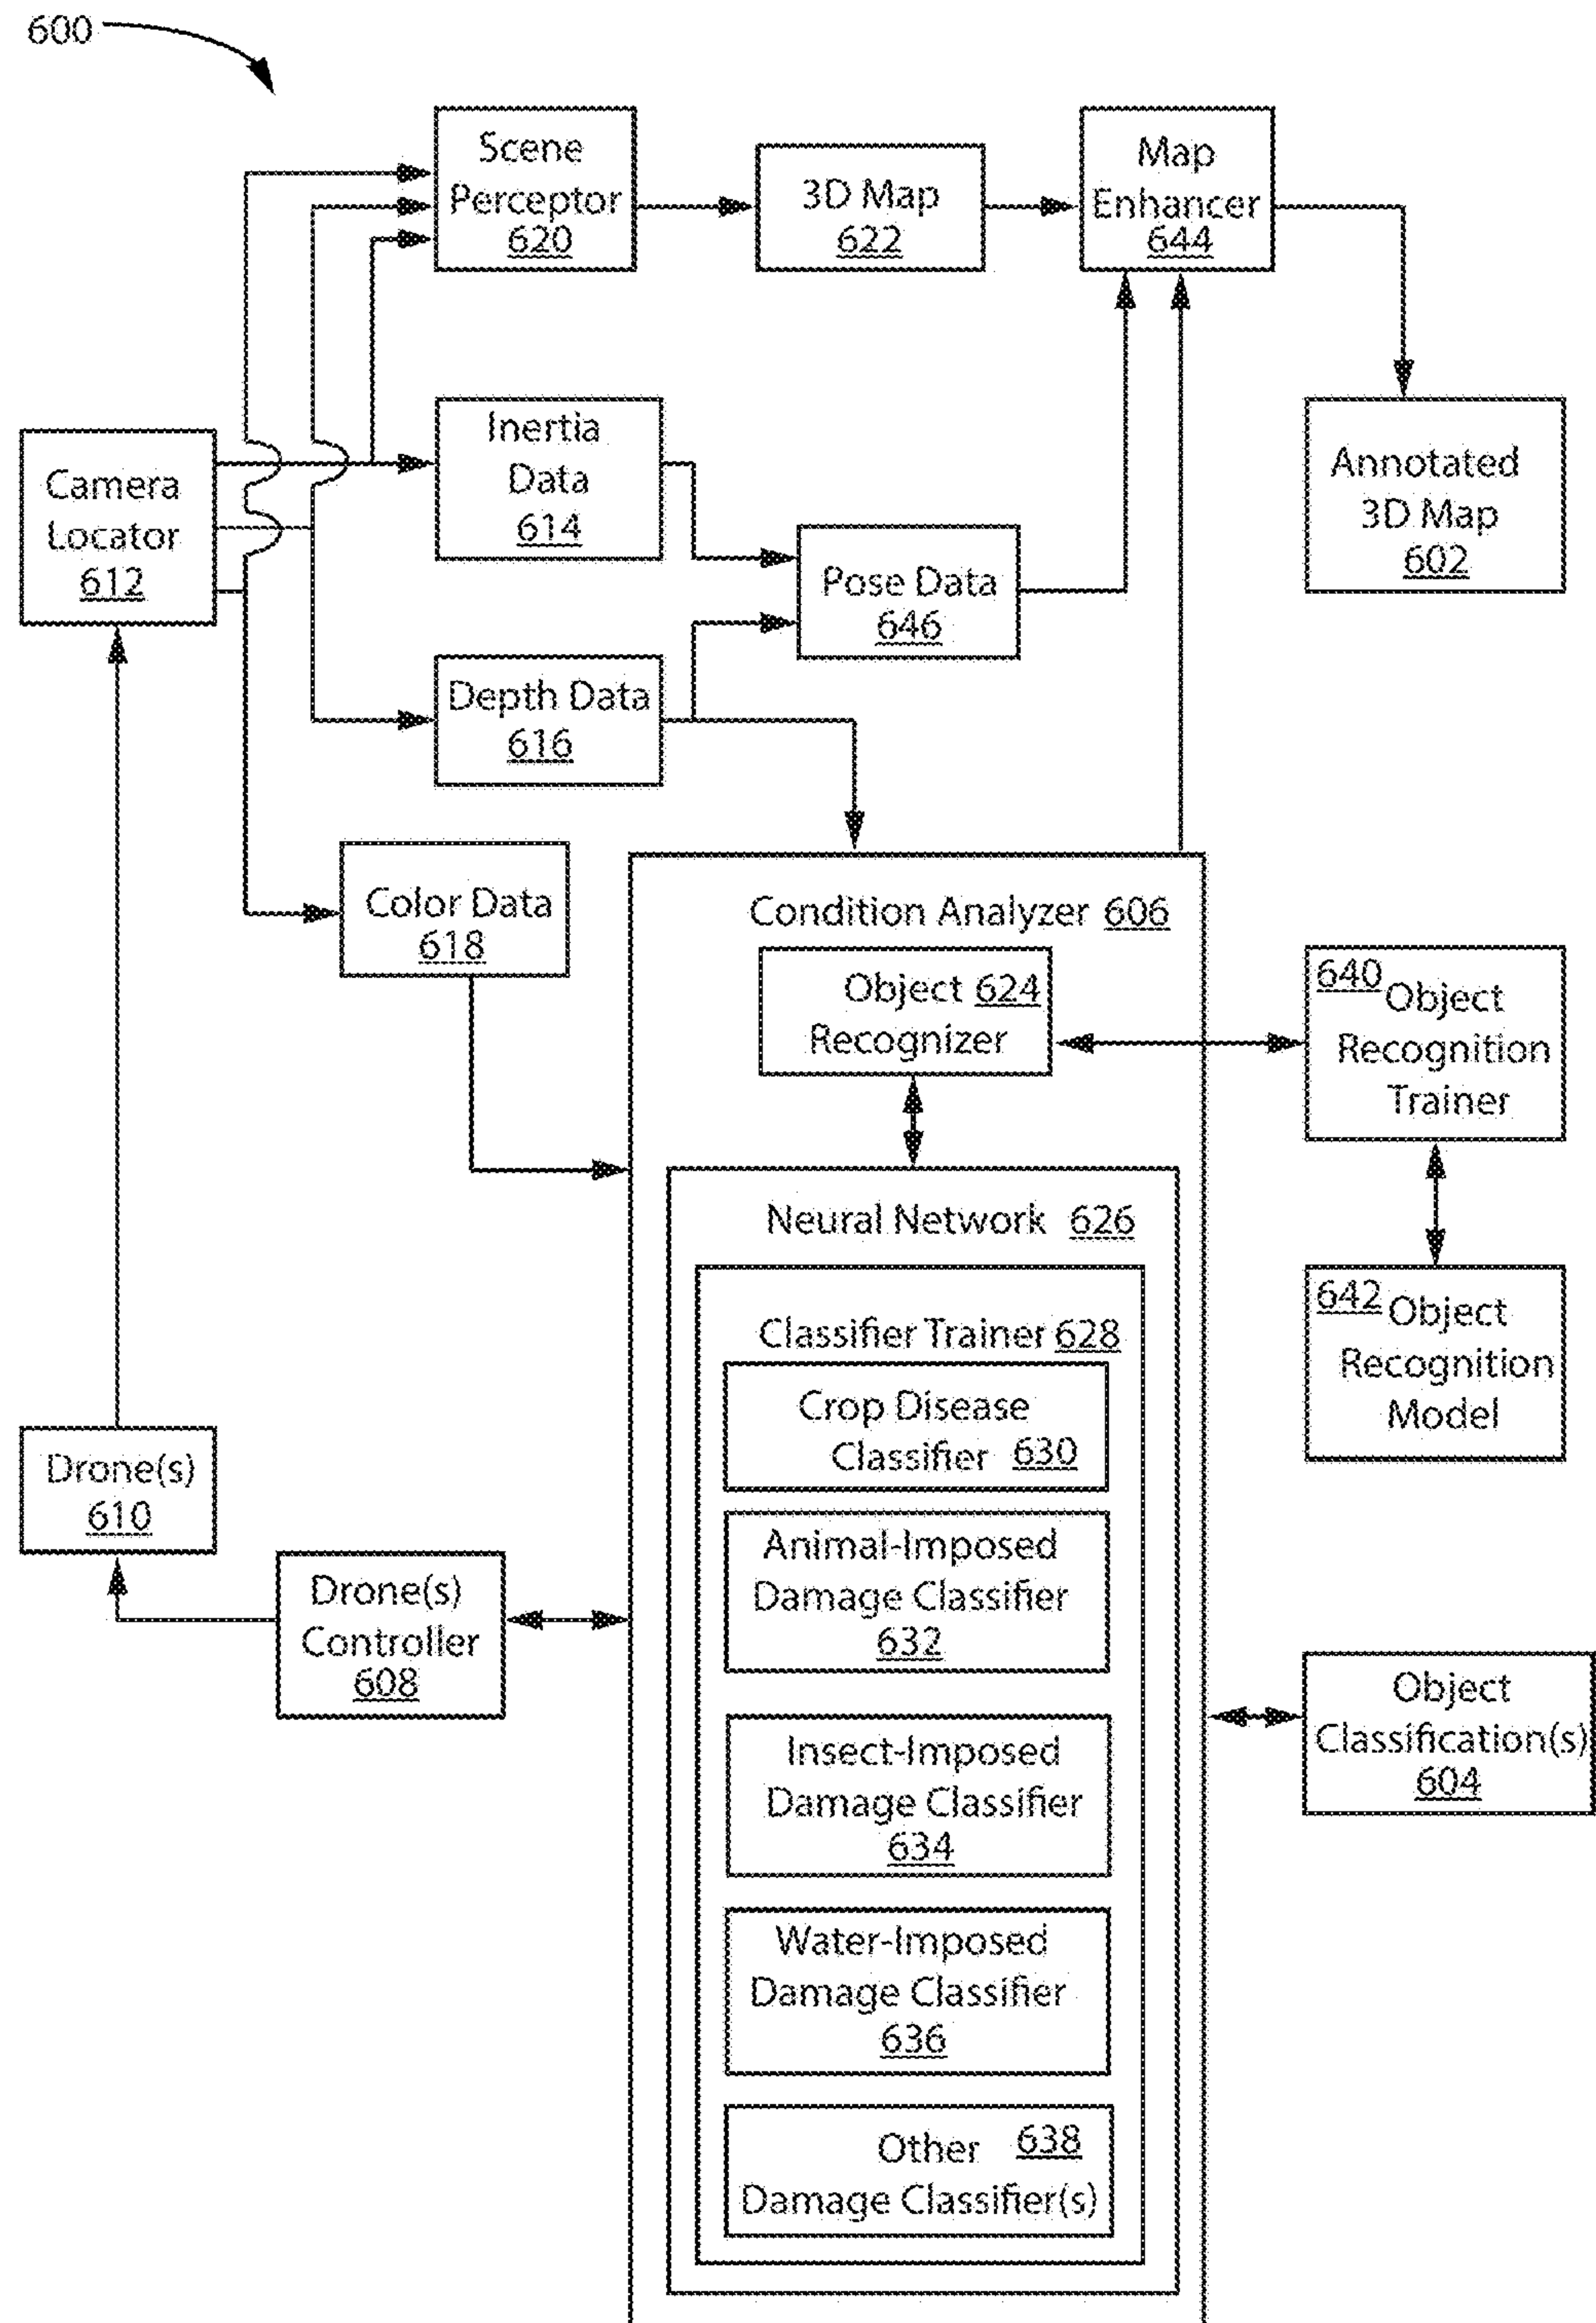 600
Scene
Perceptor
620
3D Map
622
Map
Enhancer
644
Camera
Locator
612
Inertia
Data
614
Annotated
3D Map
602
Pose Data
646
Depth Data
616
Color Data
618
Condition Analyzer 606
Object 624
Recognizer
640 Object
Recognition
Trainer
Neural Network 626
642 Object
Recognition
Model
Classifier Trainer 628
Crop Disease
Classifier 630
Drone(s)
610
Animal-Imposed
Damage Classifier
632
Drone(s)
Controller
608
Object
Classification(s)
604
Insect-Imposed
Damage Classifier
634
Water-Imposed
Damage Classifier
636
Other 638
Damage Classifier(s)